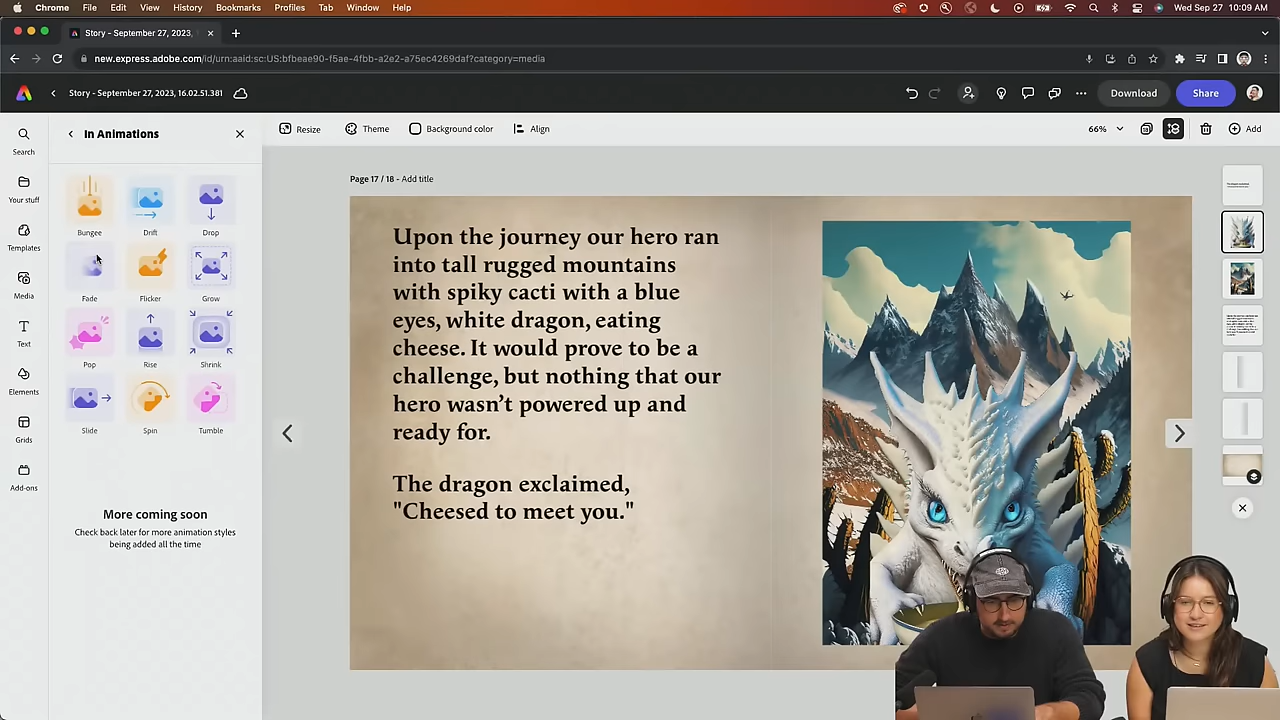 Chrome File Edit View History Bookmarks Profiles Tab Window Help Wed Sep 27 10:09 AM
Story - September 27, 2023,
new.express.adobe.com/id/urn:aaid:sc:US:bfbeae90-f5ae-4fbb-a2e2-a75ec4269daf?category=media
Story - September 27, 2023, 16.02.51.381
Download
Share
Search
Your stuff
Templates
Media
Text
Elements
Grids
Add-ons
In Animations
Bungee Drift Drop
Fade Flicker Grow
Pop Rise Shrink
Slide Spin Tumble
More coming soon
Check back later for more animation styles
being added all the time
Resize Theme Background color Align 66% Add
Page 17 / 18 - Add title
Upon the journey our hero ran
into tall rugged mountains
with spiky cacti with a blue
eyes, white dragon, eating
cheese. It would prove to be a
challenge, but nothing that our
hero wasn’t powered up and
ready for.
The dragon exclaimed,
"Cheesed to meet you."